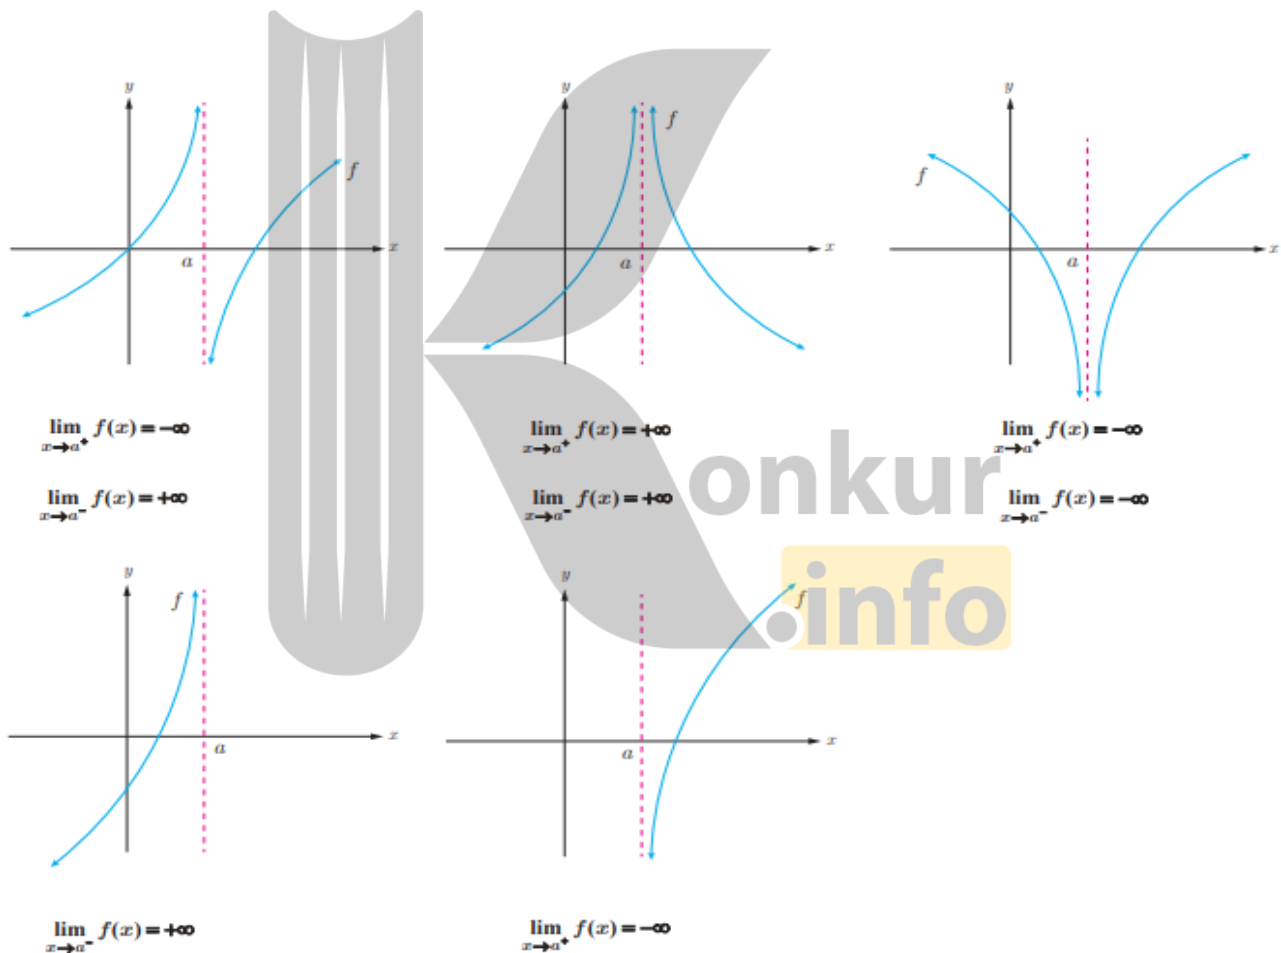 y
y
y
f
f
f
x
x
x
a
a
a
lim f(x) = -∞
x→a⁺
lim f(x) = +∞
x→a⁺
lim f(x) = -∞
x→a⁺
onkur
lim f(x) = +∞
x→a⁻
lim f(x) = +∞
x→a⁻
lim f(x) = -∞
x→a⁻
.info
y
y
f
f
x
x
a
a
lim f(x) = +∞
x→a⁻
lim f(x) = -∞
x→a⁺